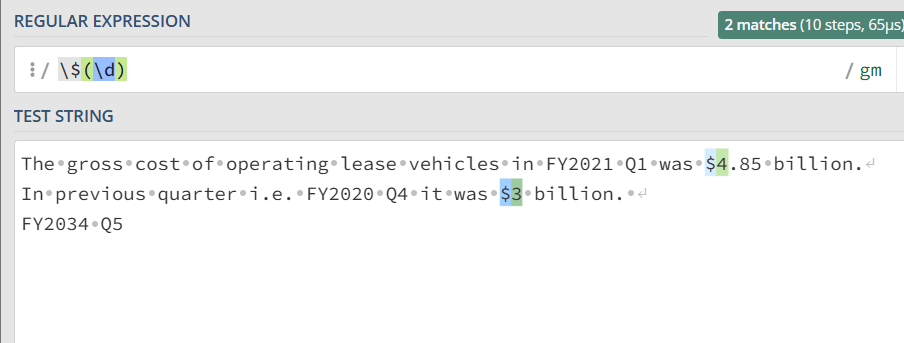 REGULAR EXPRESSION
2 matches (10 steps, 65μs)
/ \$(\d) / gm
TEST STRING
The gross cost of operating lease vehicles in FY2021 Q1 was $4.85 billion.
In previous quarter i.e. FY2020 Q4 it was $3 billion.
FY2034 Q5